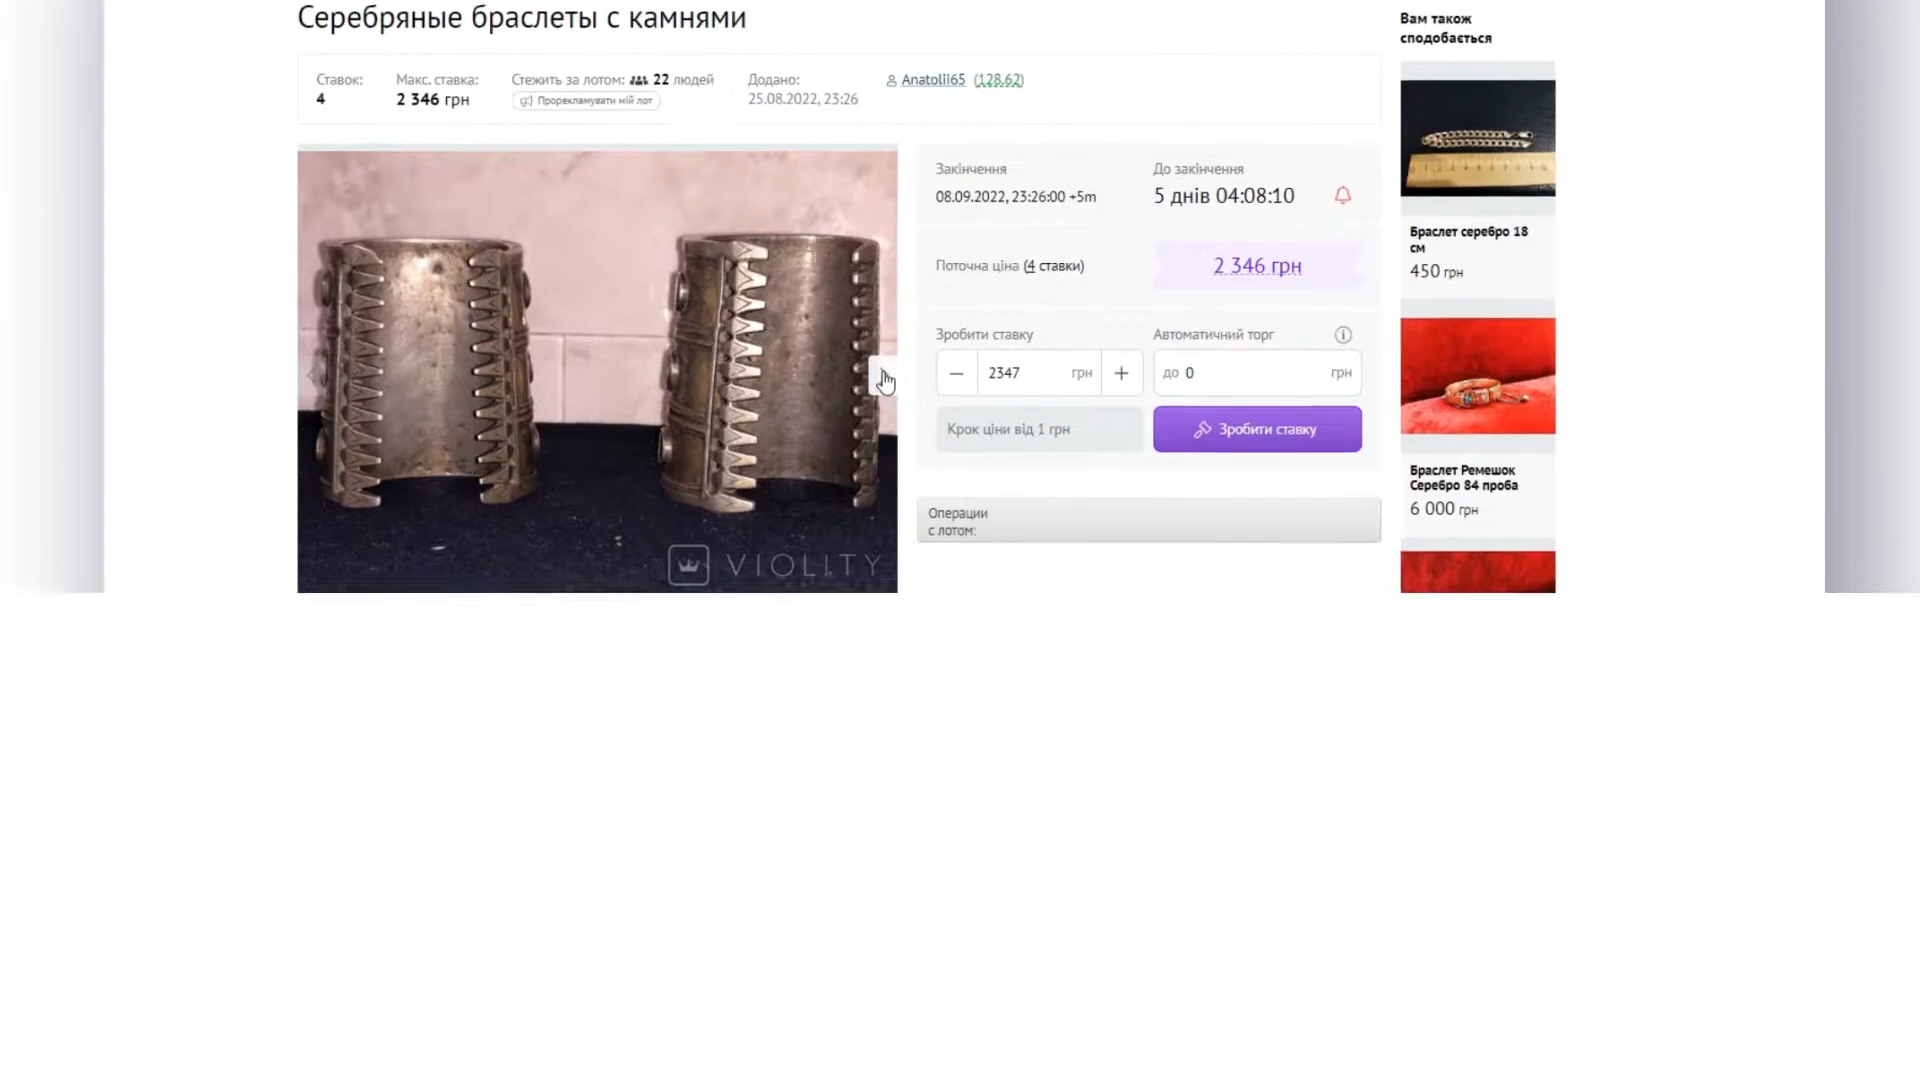 Серебряные браслеты с камнями
Вам також
сподобається
Ставок:
4
Макс. ставка:
2 346 грн
Стежить за лотом: 22 людей
Прорекламувати мій лот
Додано:
25.08.2022, 23:26
Anatolii65 (128,62)
Закінчення
08.09.2022, 23:26:00 +5m
До закінчення
5 днів 04:08:10
Поточна ціна (4 ставки)
2 346 грн
Зробити ставку
2347 грн
Автоматичний торг
до 0 грн
Крок ціни від 1 грн
Зробити ставку
Операции
с лотом:
VIOLITY
Браслет серебро 18
см
450 грн
Браслет Ремешок
Серебро 84 проба
6 000 грн